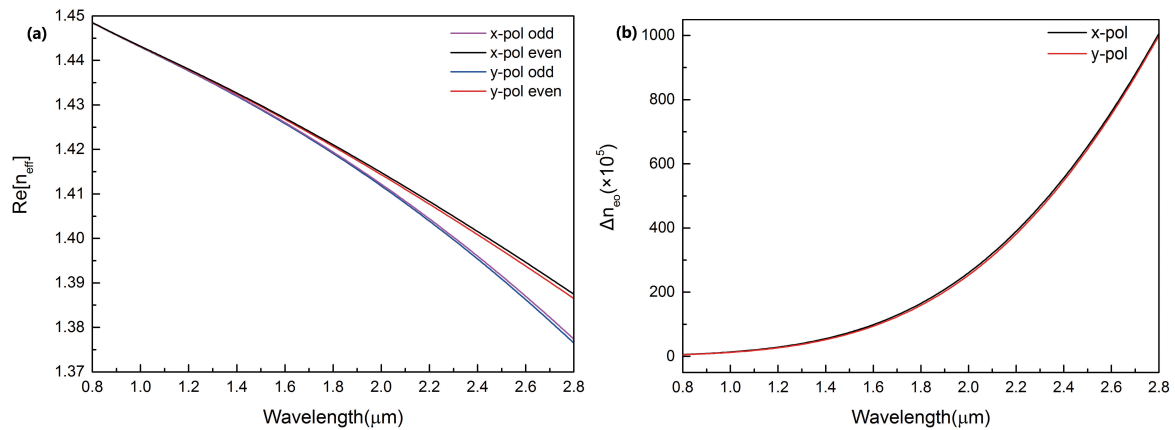 (a)
x-pol odd
x-pol even
y-pol odd
y-pol even
1.45
1.44
1.43
1.42
1.41
1.40
1.39
1.38
1.37
Re[n_eff]
0.8 1.0 1.2 1.4 1.6 1.8 2.0 2.2 2.4 2.6 2.8
Wavelength(μm)
(b)
x-pol
y-pol
1000
800
600
400
200
0
Δn_eo(×10⁵)
0.8 1.0 1.2 1.4 1.6 1.8 2.0 2.2 2.4 2.6 2.8
Wavelength(μm)